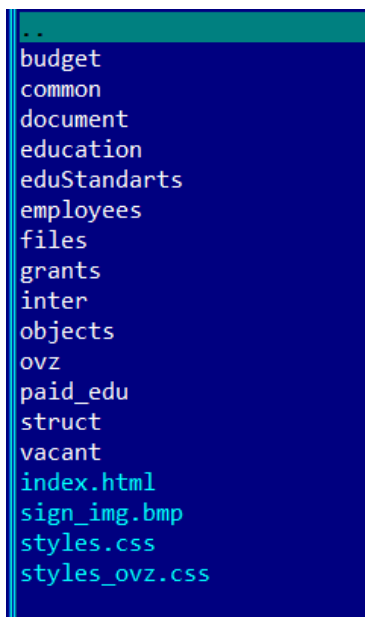 ..
budget
common
document
education
eduStandarts
employees
files
grants
inter
objects
ovz
paid_edu
struct
vacant
index.html
sign_img.bmp
styles.css
styles_ovz.css